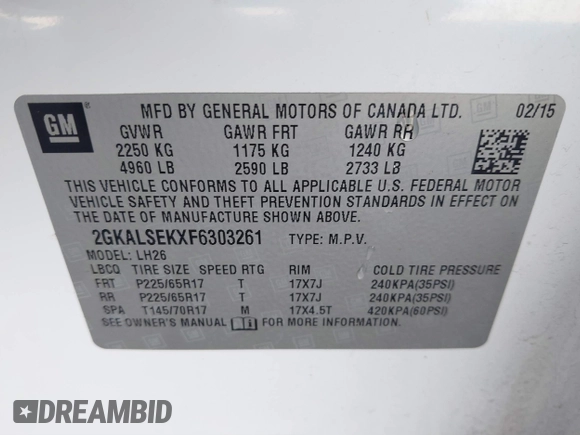 GM
MFD BY GENERAL MOTORS OF CANADA LTD. 02/15
GVWR GAWR FRT GAWR RR
2250 KG 1175 KG 1240 KG
4960 LB 2590 LB 2733 LB
THIS VEHICLE CONFORMS TO ALL APPLICABLE U.S. FEDERAL MOTOR
VEHICLE SAFETY AND THEFT PREVENTION STANDARDS IN EFFECT ON
THE DATE OF MANUFACTURE SHOWN ABOVE.
2GKALSEKXF6303261 TYPE: M.P.V.
MODEL: LH26
LBCQ TIRE SIZE SPEED RTG RIM COLD TIRE PRESSURE
FRT P225/65R17 T 17X7J 240KPA(35PSI)
RR P225/65R17 T 17X7J 240KPA(35PSI)
SPA T145/70R17 M 17X4.5T 420KPA(60PSI)
SEE OWNER'S MANUAL FOR MORE INFORMATION.
DREAMBID